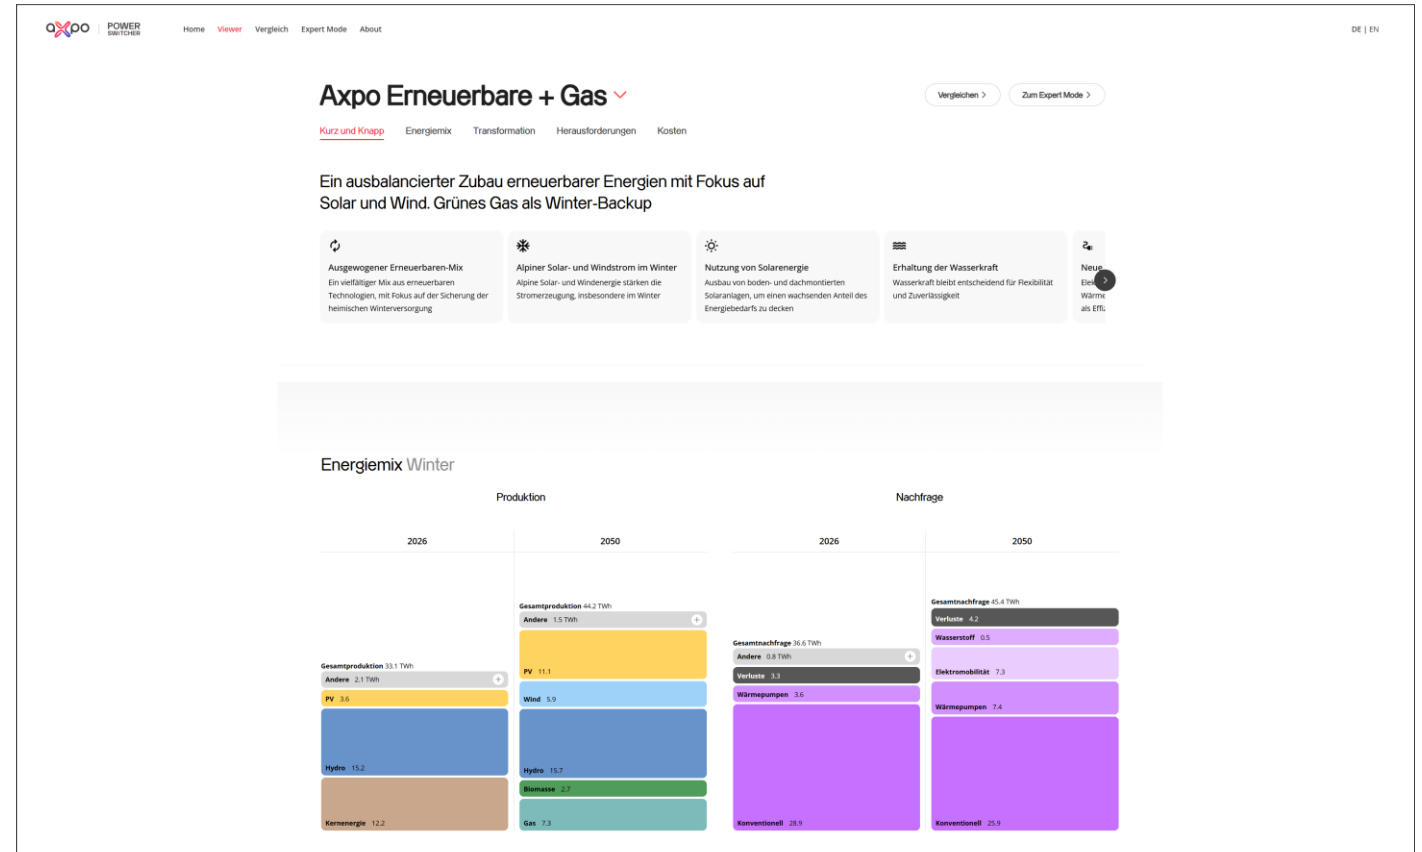 axpo | POWER SWITCHER
Home Viewer Vergleich Expert Mode About
DE | EN
Axpo Erneuerbare + Gas
Vergleichen >
Zum Expert Mode >
Kurz und Knapp Energiemix Transformation Herausforderungen Kosten
Ein ausbalancierter Zubau erneuerbarer Energien mit Fokus auf
Solar und Wind. Grünes Gas als Winter-Backup
Ausgewogener Erneuerbaren-Mix
Ein vielfältiger Mix aus erneuerbaren
Technologien, mit Fokus auf der Sicherung der
heimischen Winterversorgung
Alpiner Solar- und Windstrom im Winter
Alpine Solar- und Windenergie stärken die
Stromerzeugung, insbesondere im Winter
Nutzung von Solarenergie
Ausbau von boden- und dachmontierten
Solaranlagen, um einen wachsenden Anteil des
Energiebedarfs zu decken
Erhaltung der Wasserkraft
Wasserkraft bleibt entscheidend für Flexibilität
und Zuverlässigkeit
Neue
Wärme
als Effi
Energiemix Winter
Produktion
2026
2050
Gesamtproduktion 33.1 TWh
Andere 2.1 TWh
PV 3.6
Hydro 15.2
Kernenergie 12.2
Gesamtproduktion 44.2 TWh
Andere 1.5 TWh
PV 11.1
Wind 5.9
Hydro 15.7
Biomasse 2.7
Gas 7.3
Nachfrage
2026
2050
Gesamtnachfrage 36.6 TWh
Andere 0.8 TWh
Verluste 3.3
Wärmepumpen 3.6
Konventionell 28.9
Gesamtnachfrage 45.4 TWh
Verluste 4.2
Wasserstoff 0.5
Elektromobilität 7.3
Wärmepumpen 7.4
Konventionell 25.9